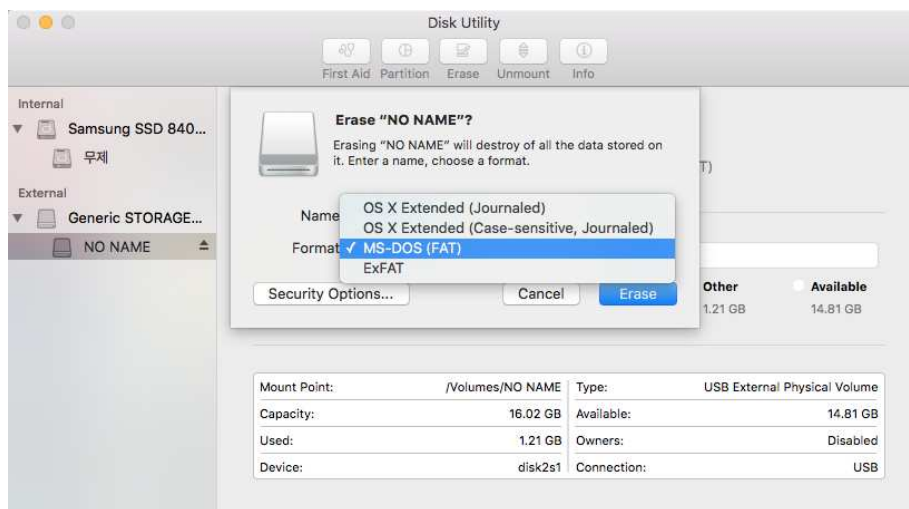 Disk Utility
First Aid Partition Erase Unmount Info
Internal
Samsung SSD 840...
무제
External
Generic STORAGE...
NO NAME
Erase “NO NAME”?
Erasing “NO NAME” will destroy of all the data stored on
it. Enter a name, choose a format.
T)
Name
OS X Extended (Journaled)
OS X Extended (Case-sensitive, Journaled)
Format
✓ MS-DOS (FAT)
ExFAT
Security Options...
Cancel
Erase
Other
Available
1.21 GB
14.81 GB
Mount Point: /Volumes/NO NAME Type: USB External Physical Volume
Capacity: 16.02 GB Available: 14.81 GB
Used: 1.21 GB Owners: Disabled
Device: disk2s1 Connection: USB